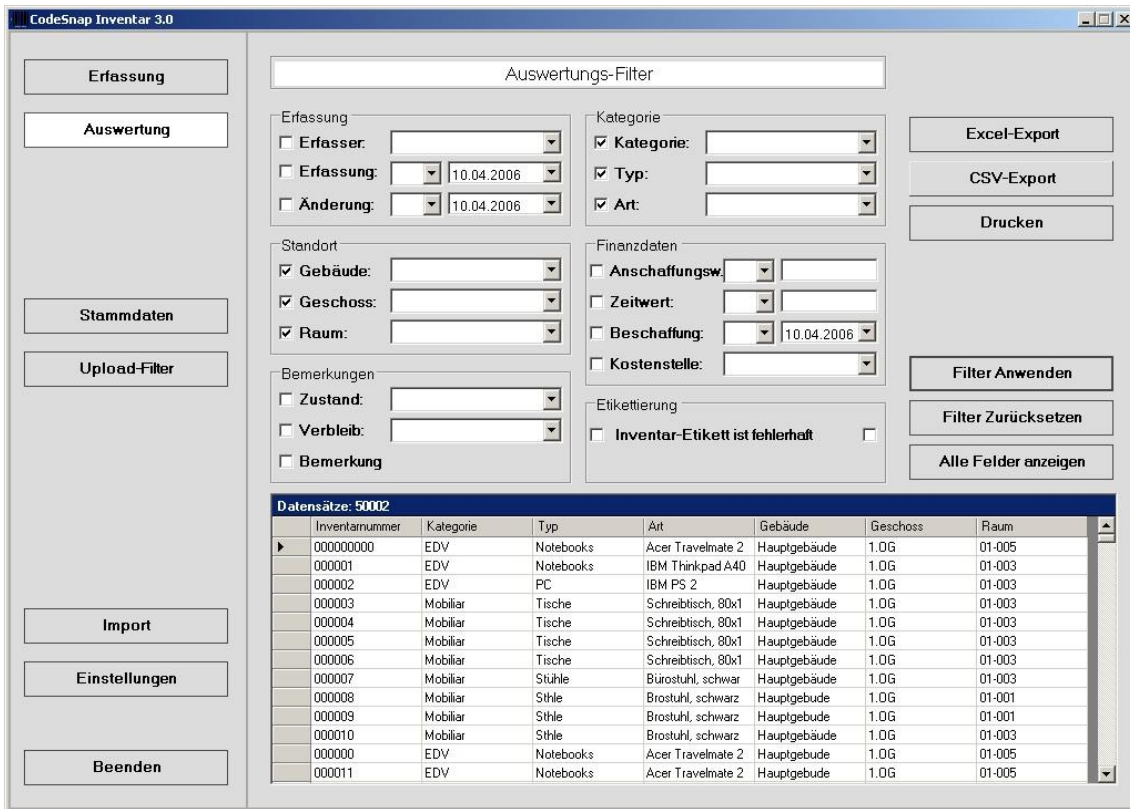 CodeSnap Inventar 3.0
Erfassung
Auswertung
Stammdaten
Upload-Filter
Import
Einstellungen
Beenden
Auswertungs-Filter
Erfassung
Erfasser:
Erfassung: 10.04.2006
Änderung: 10.04.2006
Standort
Gebäude:
Geschoss:
Raum:
Bemerkungen
Zustand:
Verbleib:
Bemerkung
Kategorie
Kategorie:
Typ:
Art:
Finanzdaten
Anschaffungsw.
Zeitwert:
Beschaffung: 10.04.2006
Kostenstelle:
Etikettierung
Inventar-Etikett ist fehlerhaft
Excel-Export
CSV-Export
Drucken
Filter Anwenden
Filter Zurücksetzen
Alle Felder anzeigen
Datensätze: 50002
Inventarnummer Kategorie Typ Art Gebäude Geschoss Raum
000000000 EDV Notebooks Acer Travelmate 2 Hauptgebäude 1.OG 01-005
000001 EDV Notebooks IBM Thinkpad A40 Hauptgebäude 1.OG 01-003
000002 EDV PC IBM PS 2 Hauptgebäude 1.OG 01-003
000003 Mobiliar Tische Schreibtisch, 80x1 Hauptgebäude 1.OG 01-003
000004 Mobiliar Tische Schreibtisch, 80x1 Hauptgebäude 1.OG 01-003
000005 Mobiliar Tische Schreibtisch, 80x1 Hauptgebäude 1.OG 01-003
000006 Mobiliar Tische Schreibtisch, 80x1 Hauptgebäude 1.OG 01-003
000007 Mobiliar Stühle Bürostuhl, schwar Hauptgebäude 1.OG 01-003
000008 Mobiliar Sthle Brostuhl, schwarz Hauptgebude 1.OG 01-001
000009 Mobiliar Sthle Brostuhl, schwarz Hauptgebude 1.OG 01-001
000010 Mobiliar Sthle Brostuhl, schwarz Hauptgebäude 1.OG 01-003
000000 EDV Notebooks Acer Travelmate 2 Hauptgebäude 1.OG 01-005
000011 EDV Notebooks Acer Travelmate 2 Hauptgebäude 1.OG 01-005